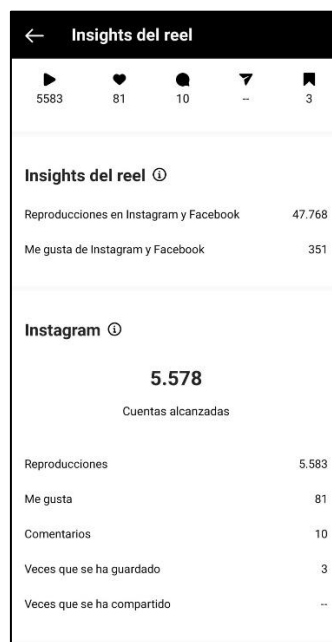 Insights del reel
5583 81 10 -- 3
Insights del reel
Reproducciones en Instagram y Facebook 47.768
Me gusta de Instagram y Facebook 351
Instagram
5.578
Cuentas alcanzadas
Reproducciones 5.583
Me gusta 81
Comentarios 10
Veces que se ha guardado 3
Veces que se ha compartido --